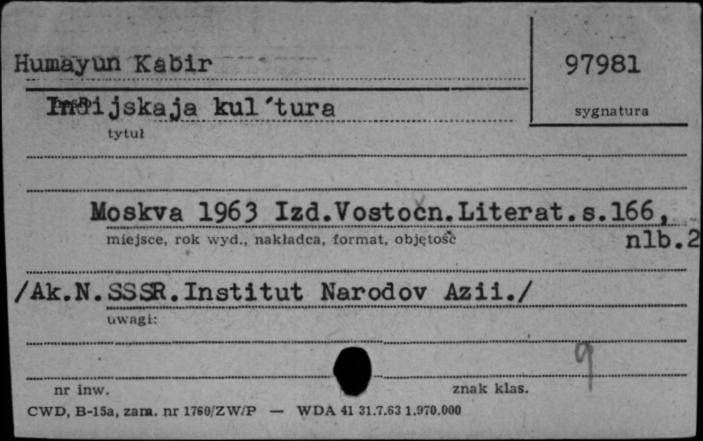 Humayun Kabir
97981
Indijskaja kul'tura
sygnatura
tytuł
Moskva 1963 Izd.Vostocn.Literat.s.166,
miejsce, rok wyd., nakładca, format, objętość
nlb.2
/Ak.N.SSSR.Institut Narodov Azii./
uwagi:
9
nr inw.
znak klas.
CWD, B-15a, zam. nr 1760/ZW/P — WDA 41 31.7.63 1.970.000